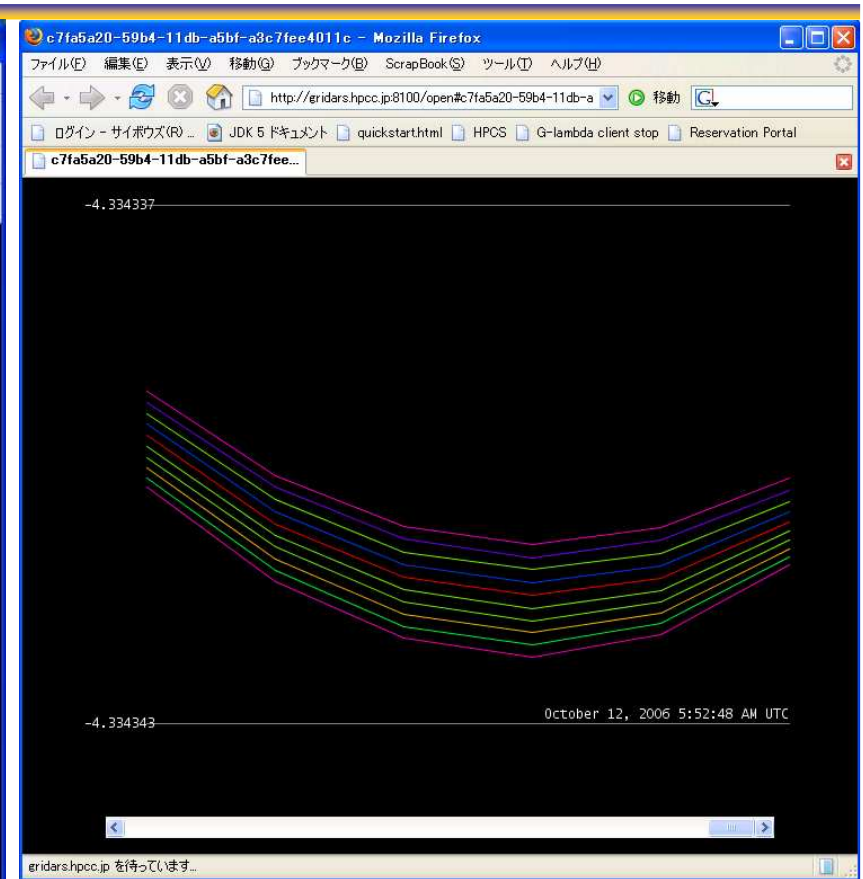 c7fa5a20-59b4-11db-a5bf-a3c7fee4011c - Mozilla Firefox
ファイル(F) 編集(E) 表示(V) 移動(G) ブックマーク(B) ScrapBook(S) ツール(T) ヘルプ(H)
http://gridars.hpcc.jp:8100/open#c7fa5a20-59b4-11db-a 移動 G
ログイン - サイボウズ(R) ... JDK 5 ドキュメント quickstart.html HPCS G-lambda client stop Reservation Portal
c7fa5a20-59b4-11db-a5bf-a3c7fee...
-4.334337
October 12, 2006 5:52:48 AM UTC
-4.334343
gridars.hpcc.jp を待っています...